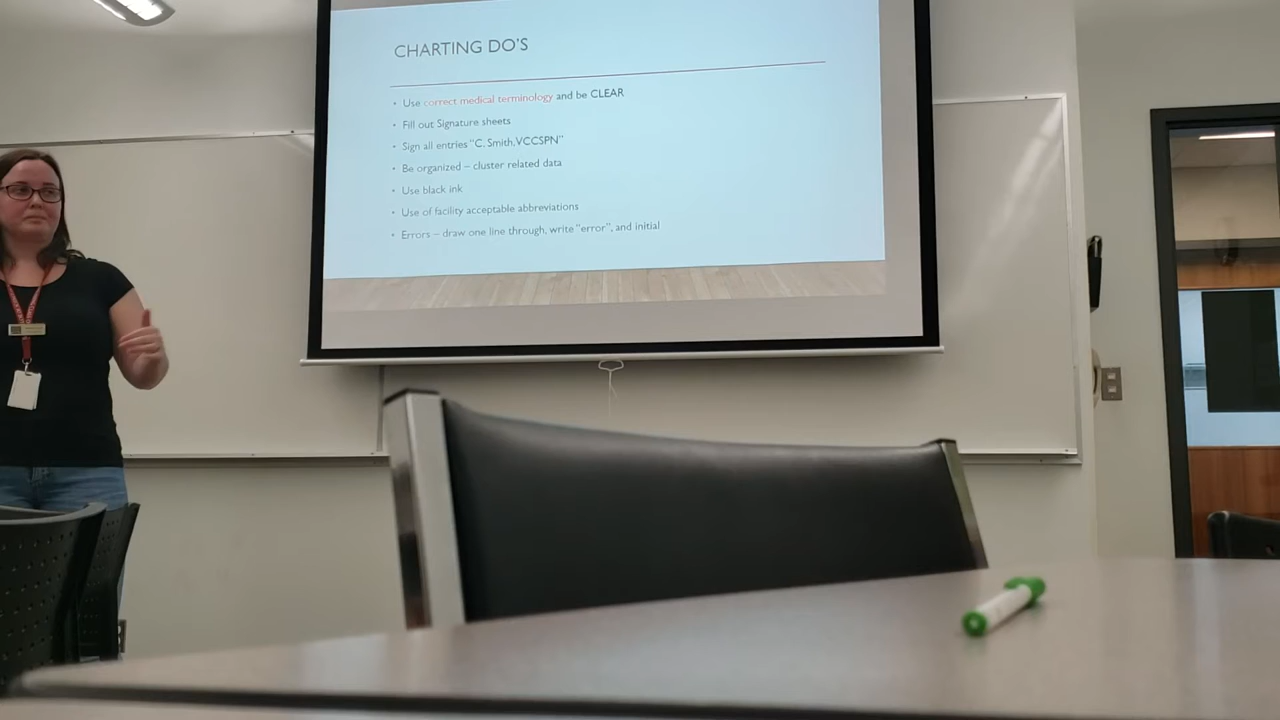 CHARTING DO'S
• Use correct medical terminology and be CLEAR
• Fill out Signature sheets
• Sign all entries "C. Smith, VCCSPN"
• Be organized – cluster related data
• Use black ink
• Use of facility acceptable abbreviations
• Errors – draw one line through, write "error", and initial